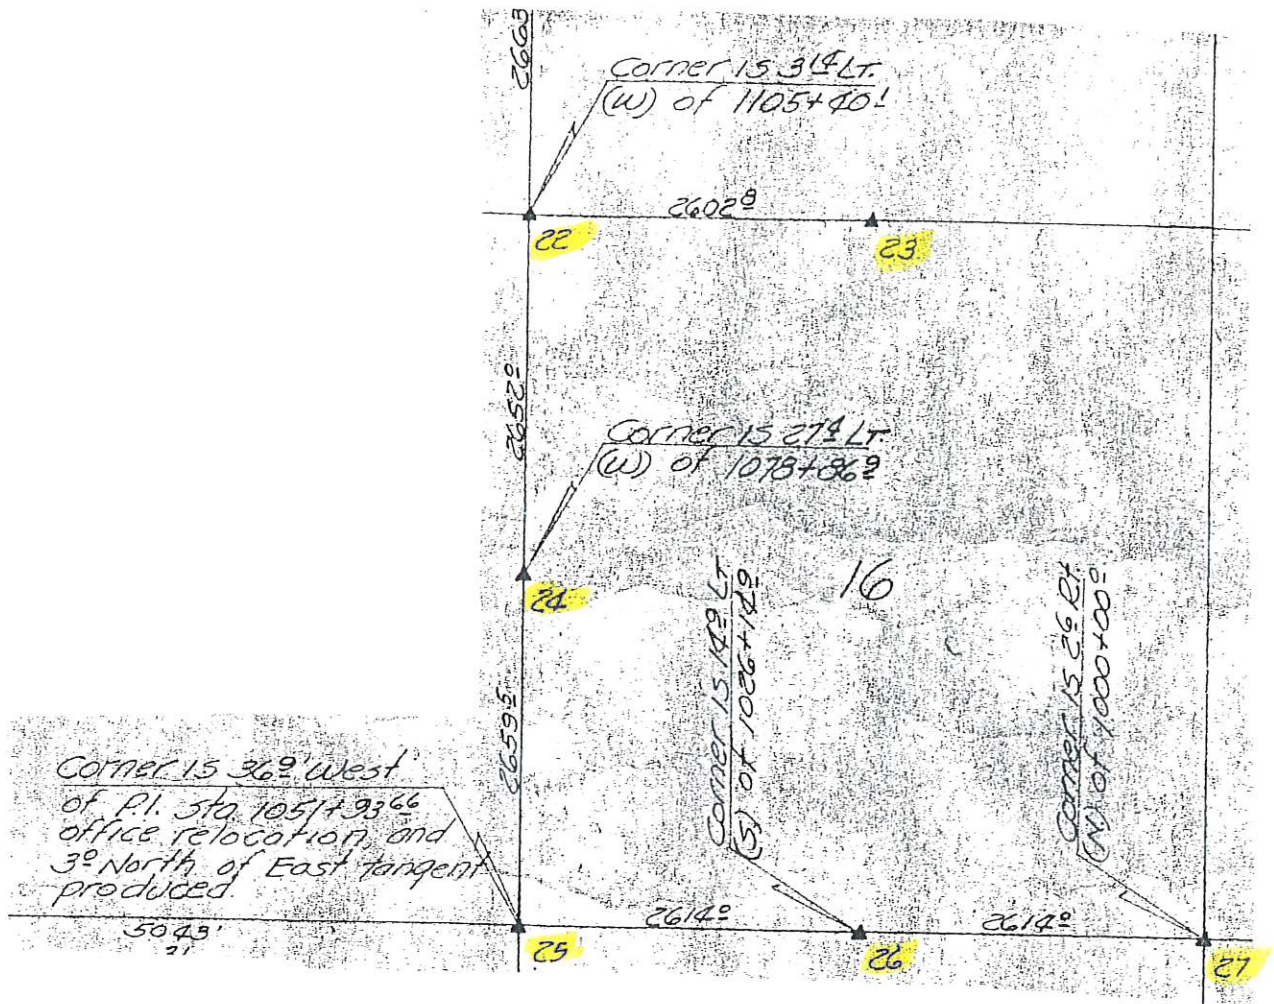 2663
Corner is 31.4 Lt.
(W) of 1105+40.1
2602.8
22
23
2652.0
Corner is 27.4 Lt.
(W) of 1078+86.9
24
16
Corner is 14.9 Lt
(S) of 1026+14.9
Corner is 2.6 Rt.
(N) of 1000+00.0
2659.5
Corner is 36.2' West
of P.I. Sta 1051+93.66
office relocation, and
3.0 North of East tangent
produced.
5043'
21
25
2614.0
26
2614.0
27